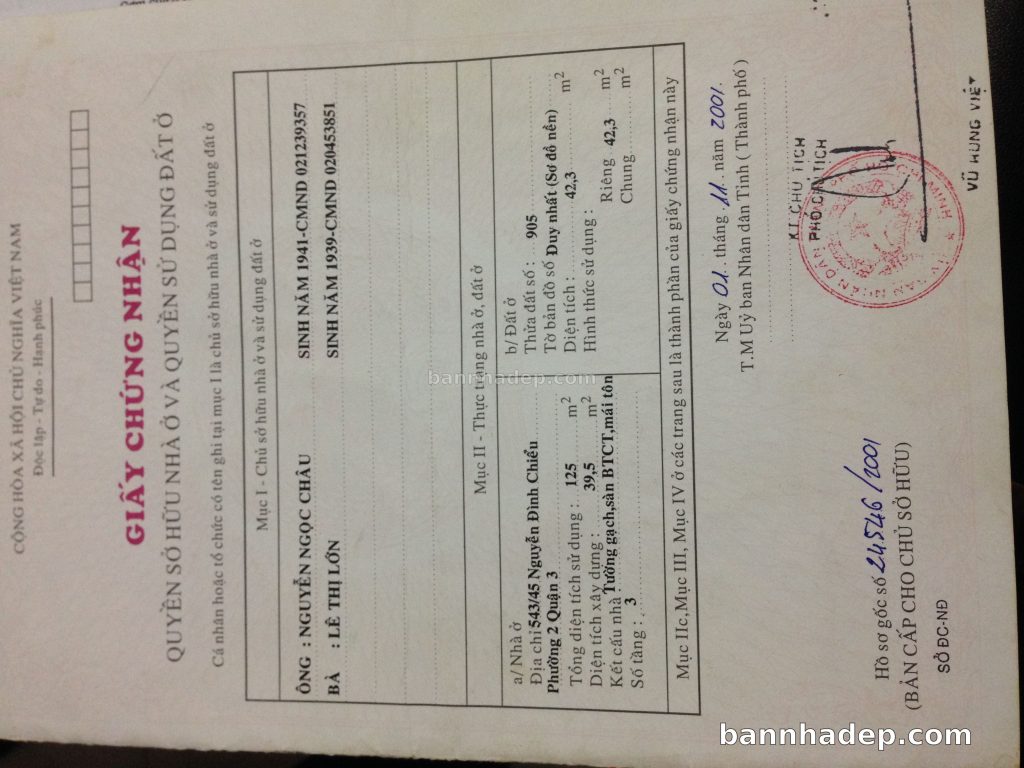 CỘNG HÒA XÃ HỘI CHỦ NGHĨA VIỆT NAM
Độc lập - Tự do - Hạnh phúc
GIẤY CHỨNG NHẬN
QUYỀN SỞ HỮU NHÀ Ở VÀ QUYỀN SỬ DỤNG ĐẤT Ở
Cá nhân hoặc tổ chức có tên ghi tại mục I là chủ sở hữu nhà ở và sử dụng đất ở
Mục I - Chủ sở hữu nhà ở và sử dụng đất ở
ÔNG : NGUYỄN NGỌC CHÂU SINH NĂM 1941-CMND 021239357
BÀ : LÊ THỊ LỚN SINH NĂM 1939-CMND 020453851
Mục II - Thực trạng nhà ở, đất ở
a/ Nhà ở
Địa chỉ 543/45 Nguyễn Đình Chiểu
Phường 2 Quận 3
Tổng diện tích sử dụng : 125 m2
Diện tích xây dựng : 39,5 m2
Kết cấu nhà : Tường gạch,sàn BTCT,mái tôn
Số tầng : 3
b/ Đất ở
Thửa đất số : 905
Tờ bản đồ số Duy nhất (Sơ đồ nền)
Diện tích : 42,3 m2
Hình thức sử dụng :
Riêng 42,3 m2
Chung m2
Mục IIc,Mục III, Mục IV ở các trang sau là thành phần của giấy chứng nhận này
Ngày 01 tháng 11 năm 2001
T.M Uỷ ban Nhân dân Tỉnh ( Thành phố )
KT CHỦ TỊCH
PHÓ CHỦ TỊCH
VŨ HÙNG VIỆT
Hồ sơ gốc số 24546/2001
(BẢN CẤP CHO CHỦ SỞ HỮU)
SỞ ĐC-NĐ
bannhadep.com
bannhadep.com